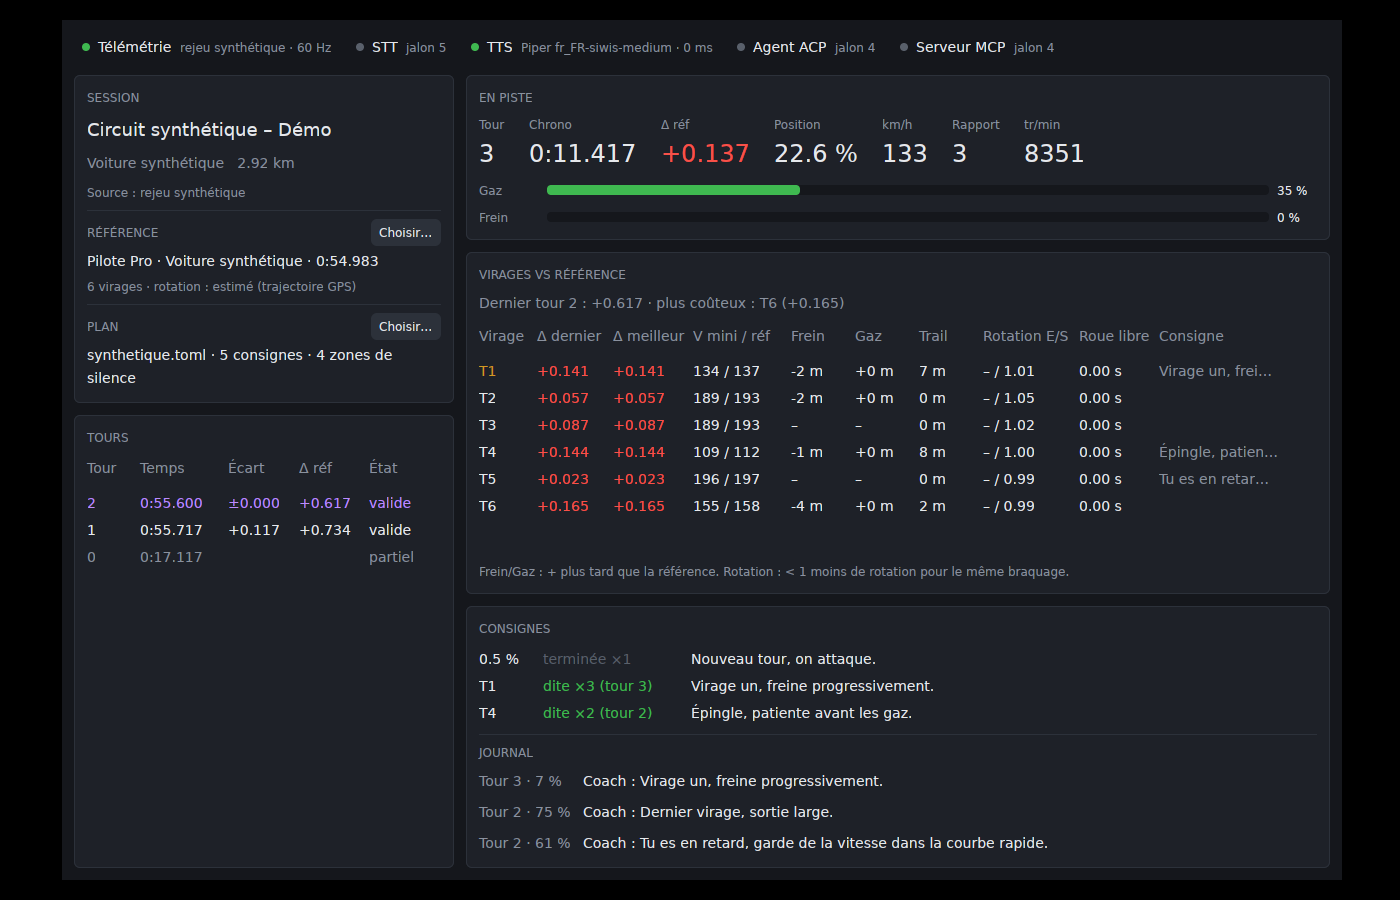 Télémétrie rejeu synthétique · 60 Hz STT jalon 5 TTS Piper fr_FR-siwis-medium · 0 ms Agent ACP jalon 4 Serveur MCP jalon 4
SESSION
Circuit synthétique – Démo
Voiture synthétique 2.92 km
Source : rejeu synthétique
RÉFÉRENCE Choisir…
Pilote Pro · Voiture synthétique · 0:54.983
6 virages · rotation : estimé (trajectoire GPS)
PLAN Choisir…
synthetique.toml · 5 consignes · 4 zones de
silence
TOURS
Tour Temps Écart Δ réf État
2 0:55.600 ±0.000 +0.617 valide
1 0:55.717 +0.117 +0.734 valide
0 0:17.117 partiel
EN PISTE
Tour Chrono Δ réf Position km/h Rapport tr/min
3 0:11.417 +0.137 22.6 % 133 3 8351
Gaz 35 %
Frein 0 %
VIRAGES VS RÉFÉRENCE
Dernier tour 2 : +0.617 · plus coûteux : T6 (+0.165)
Virage Δ dernier Δ meilleur V mini / réf Frein Gaz Trail Rotation E/S Roue libre Consigne
T1 +0.141 +0.141 134 / 137 -2 m +0 m 7 m – / 1.01 0.00 s Virage un, frei…
T2 +0.057 +0.057 189 / 193 -2 m +0 m 0 m – / 1.05 0.00 s
T3 +0.087 +0.087 189 / 193 – – 0 m – / 1.02 0.00 s
T4 +0.144 +0.144 109 / 112 -1 m +0 m 8 m – / 1.00 0.00 s Épingle, patien…
T5 +0.023 +0.023 196 / 197 – – 0 m – / 0.99 0.00 s Tu es en retar…
T6 +0.165 +0.165 155 / 158 -4 m +0 m 2 m – / 0.99 0.00 s
Frein/Gaz : + plus tard que la référence. Rotation : < 1 moins de rotation pour le même braquage.
CONSIGNES
0.5 % terminée ×1 Nouveau tour, on attaque.
T1 dite ×3 (tour 3) Virage un, freine progressivement.
T4 dite ×2 (tour 2) Épingle, patiente avant les gaz.
JOURNAL
Tour 3 · 7 % Coach : Virage un, freine progressivement.
Tour 2 · 75 % Coach : Dernier virage, sortie large.
Tour 2 · 61 % Coach : Tu es en retard, garde de la vitesse dans la courbe rapide.